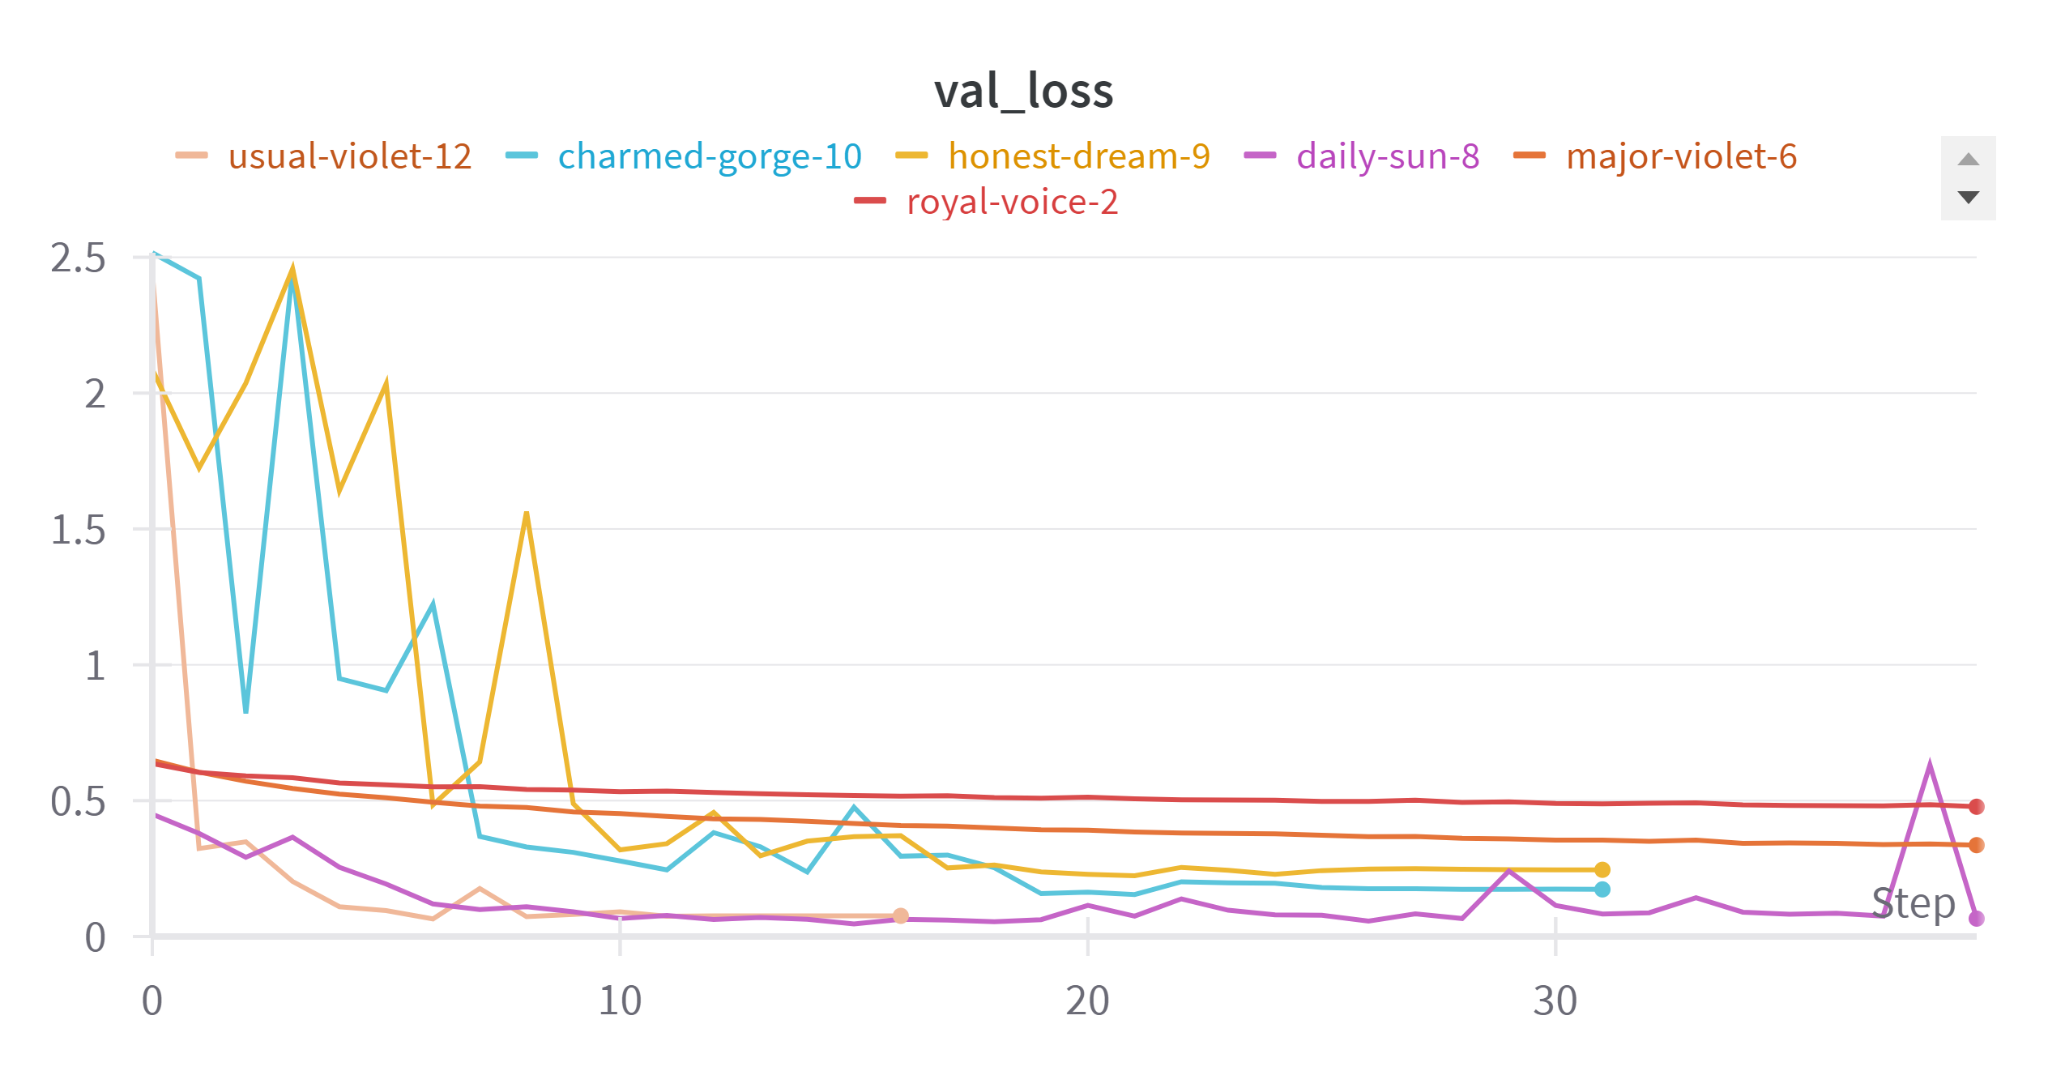 val_loss
usual-violet-12 charmed-gorge-10 honest-dream-9 daily-sun-8 major-violet-6
royal-voice-2
2.5
2
1.5
1
0.5
Step
0
0 10 20 30